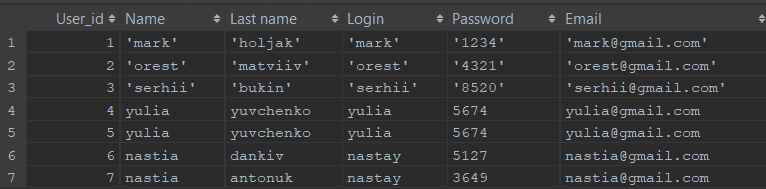 User_id Name Last name Login Password Email
1 1 'mark' 'holjak' 'mark' '1234' 'mark@gmail.com'
2 2 'orest' 'matviiv' 'orest' '4321' 'orest@gmail.com'
3 3 'serhii' 'bukin' 'serhii' '8520' 'serhii@gmail.com'
4 4 yulia yuvchenko yulia 5674 yulia@gmail.com
5 5 yulia yuvchenko yulia 5674 yulia@gmail.com
6 6 nastia dankiv nastay 5127 nastia@gmail.com
7 7 nastia antonuk nastay 3649 nastia@gmail.com